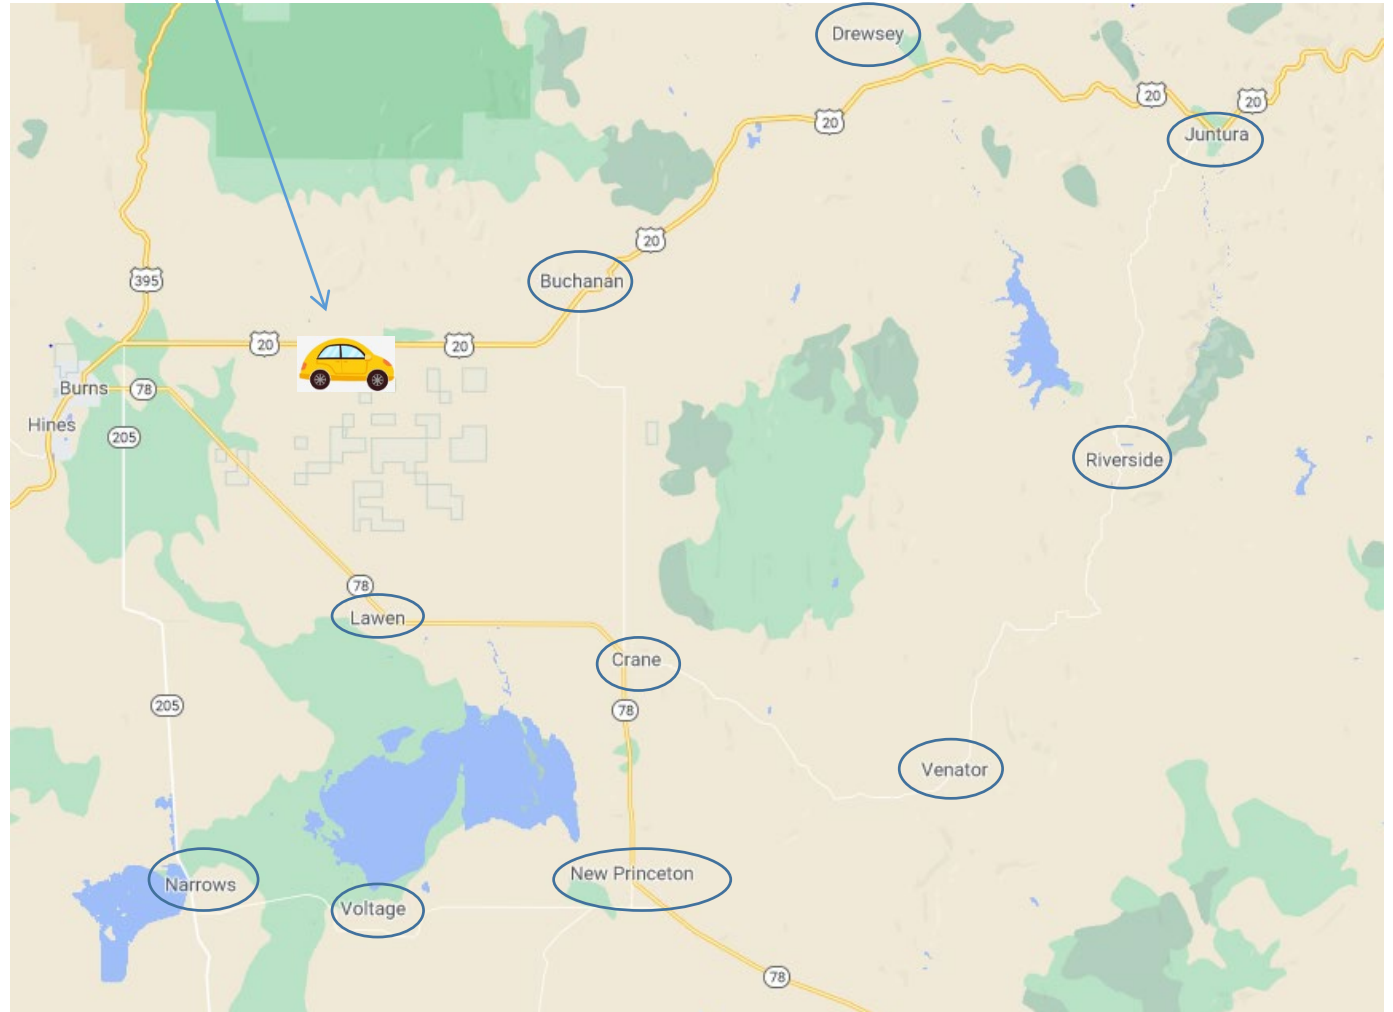 Drewsey
20
20
20
Juntura
20
Buchanan
395
20
20
Burns
78
Hines
205
Riverside
78
Lawen
Crane
205
78
Venator
New Princeton
Narrows
Voltage
78